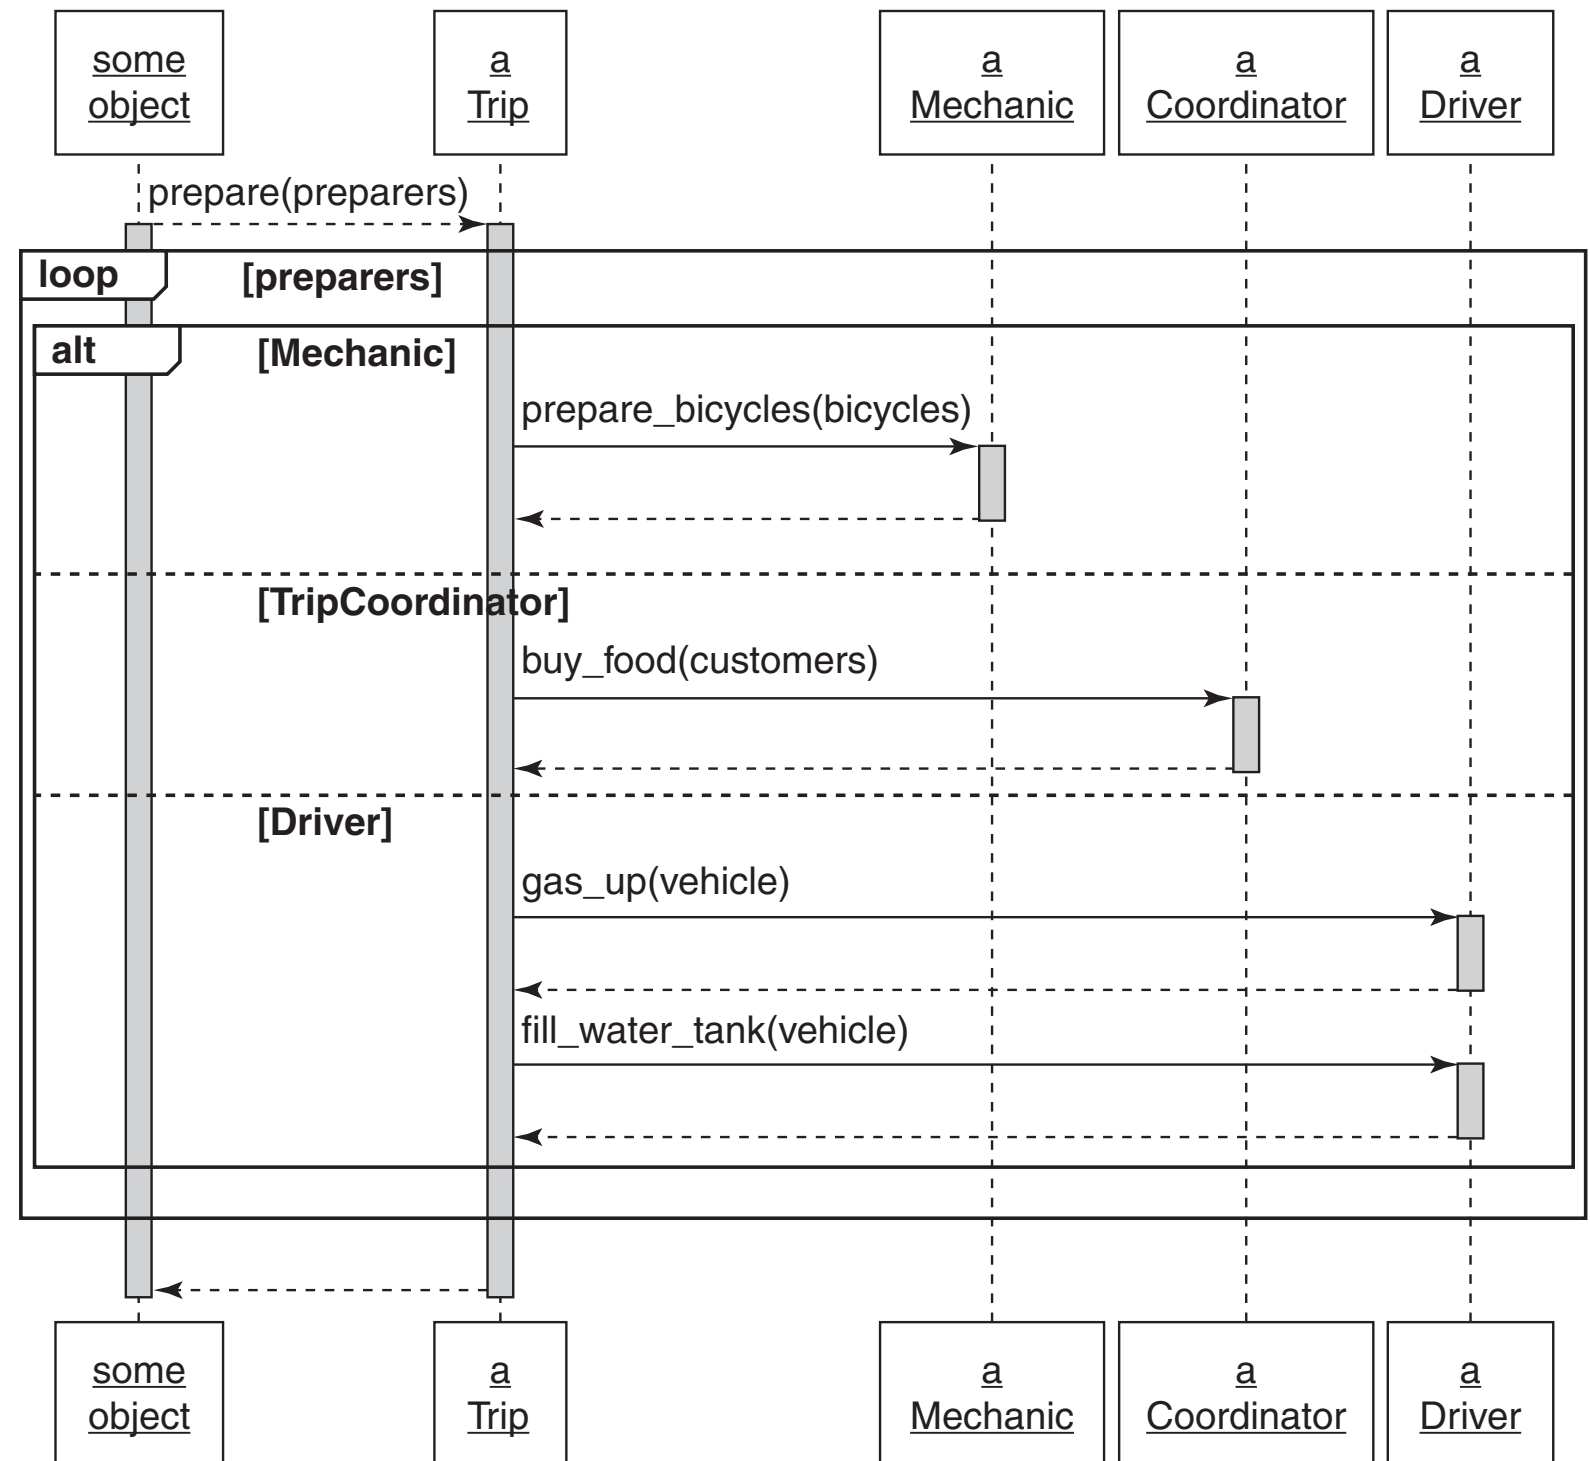 some
object
a
Trip
a
Mechanic
a
Coordinator
a
Driver
prepare(preparers)
loop
[preparers]
alt
[Mechanic]
prepare_bicycles(bicycles)
[TripCoordinator]
buy_food(customers)
[Driver]
gas_up(vehicle)
fill_water_tank(vehicle)
some
object
a
Trip
a
Mechanic
a
Coordinator
a
Driver